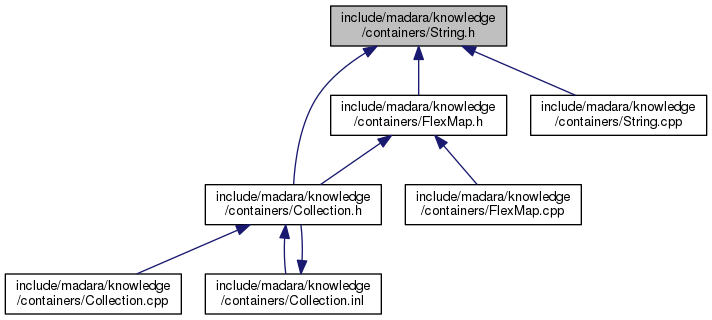 include/madara/knowledge
/containers/String.h
include/madara/knowledge
/containers/FlexMap.h
include/madara/knowledge
/containers/String.cpp
include/madara/knowledge
/containers/Collection.h
include/madara/knowledge
/containers/FlexMap.cpp
include/madara/knowledge
/containers/Collection.cpp
include/madara/knowledge
/containers/Collection.inl